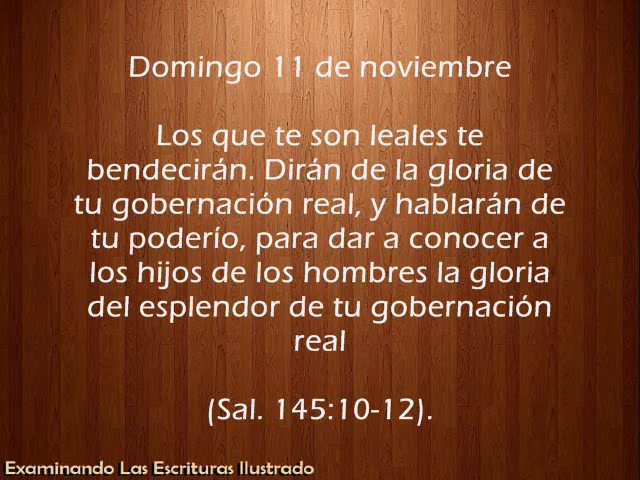 Domingo 11 de noviembre
Los que te son leales te
bendecirán. Dirán de la gloria de
tu gobernación real, y hablarán de
tu poderío, para dar a conocer a
los hijos de los hombres la gloria
del esplendor de tu gobernación
real
(Sal. 145:10-12).
Examinando Las Escrituras Ilustrado